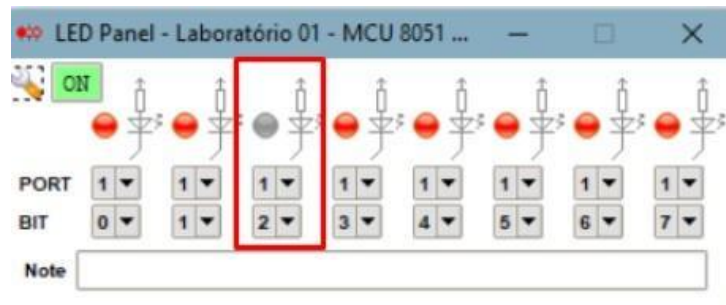 LED Panel - Laboratório 01 - MCU 8051 ...
ON
PORT 1 1 1 1 1 1 1 1
BIT 0 1 2 3 4 5 6 7
Note